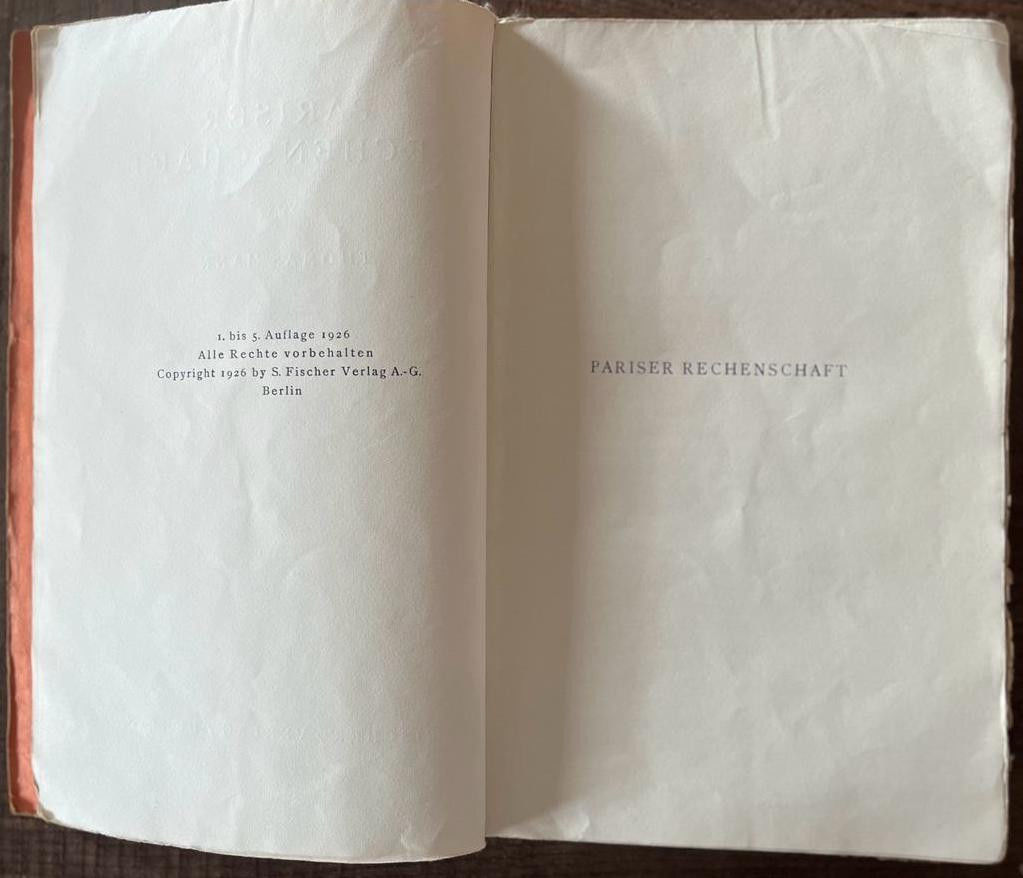 1. bis 5. Auflage 1926
Alle Rechte vorbehalten
Copyright 1926 by S. Fischer Verlag A.-G.
Berlin
PARISER RECHENSCHAFT